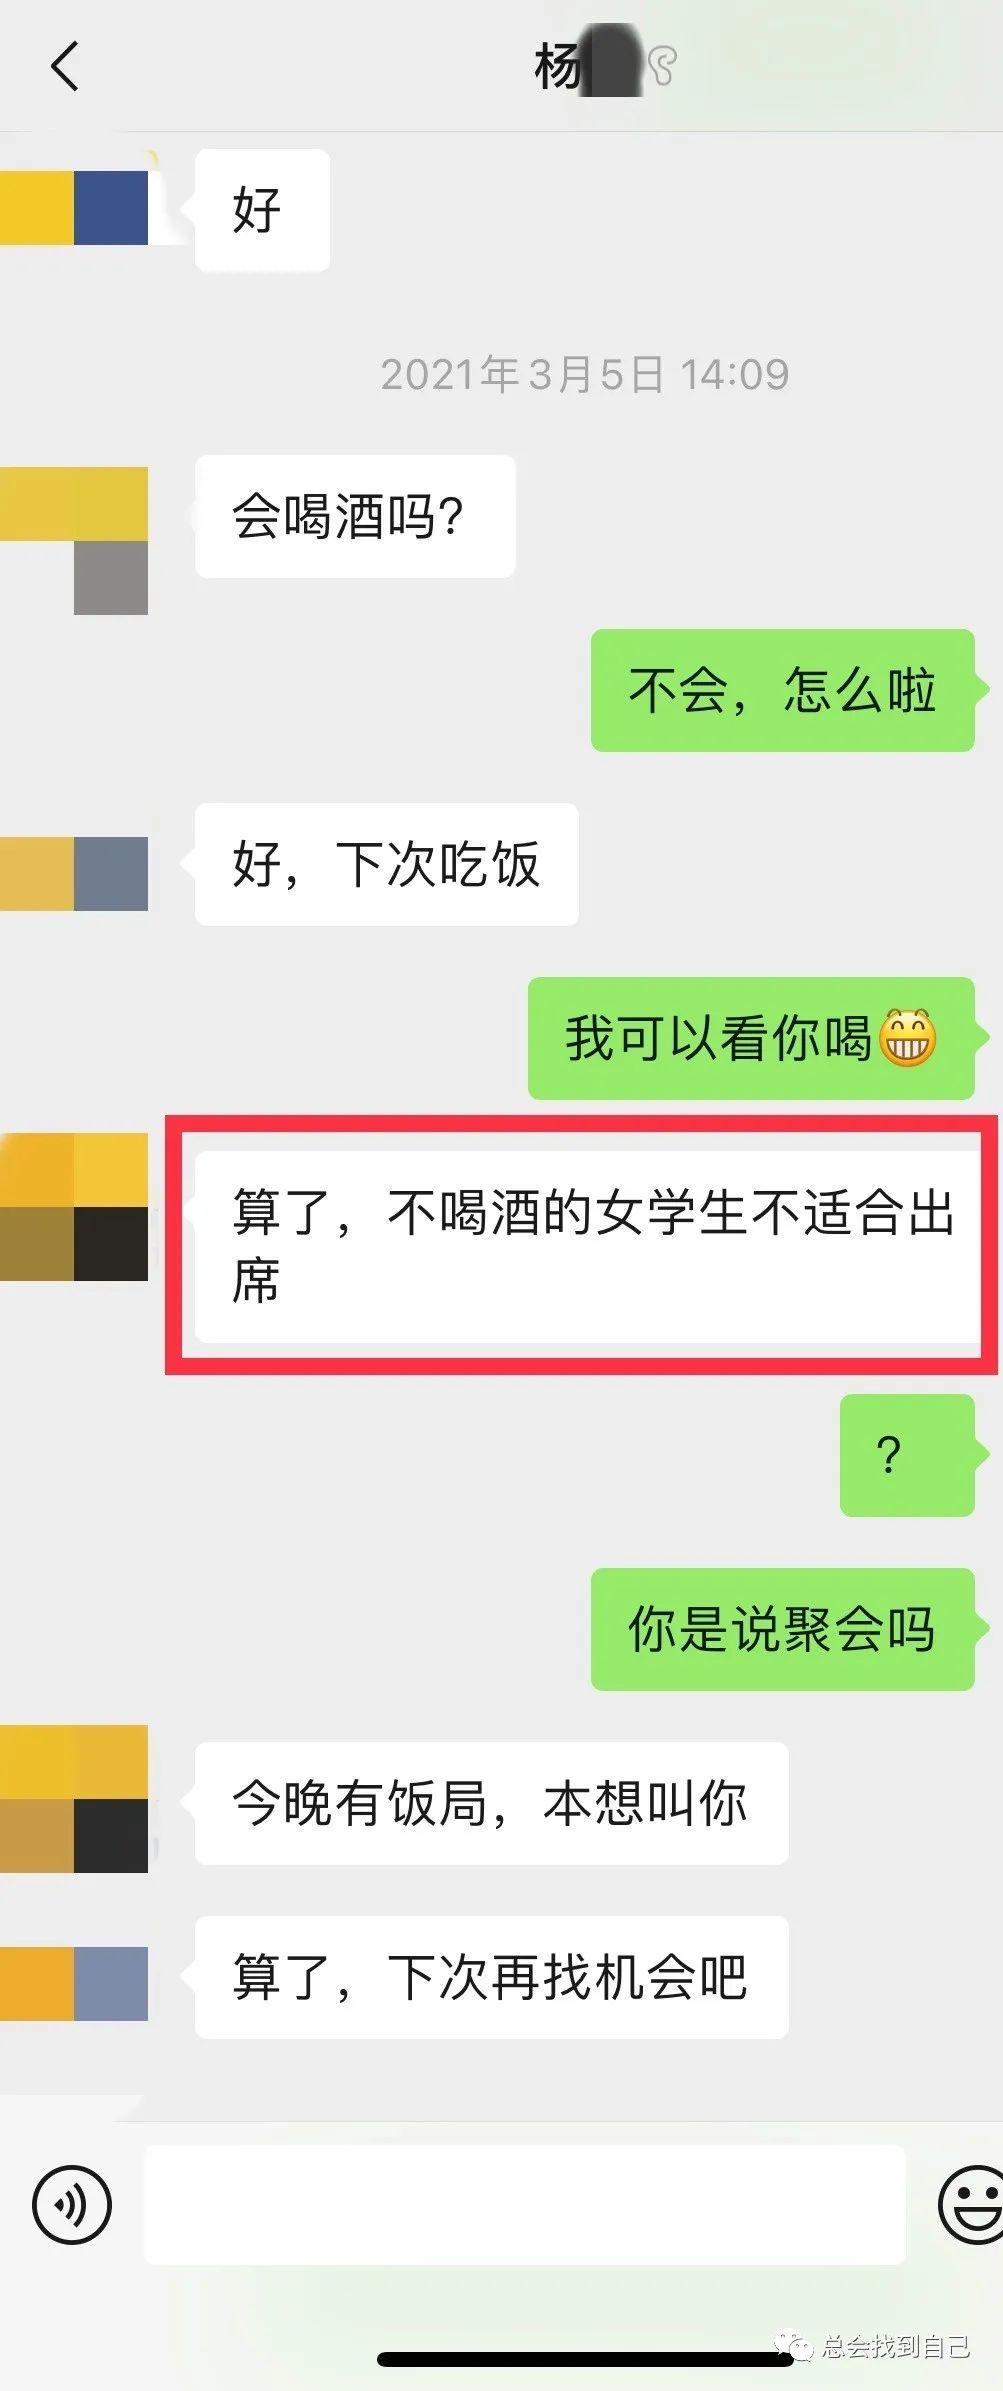 杨
好
2021年3月5日 14:09
会喝酒吗?
不会，怎么啦
好，下次吃饭
我可以看你喝😁
算了，不喝酒的女学生不适合出
席
?
你是说聚会吗
今晚有饭局，本想叫你
算了，下次再找机会吧
总会找到自己